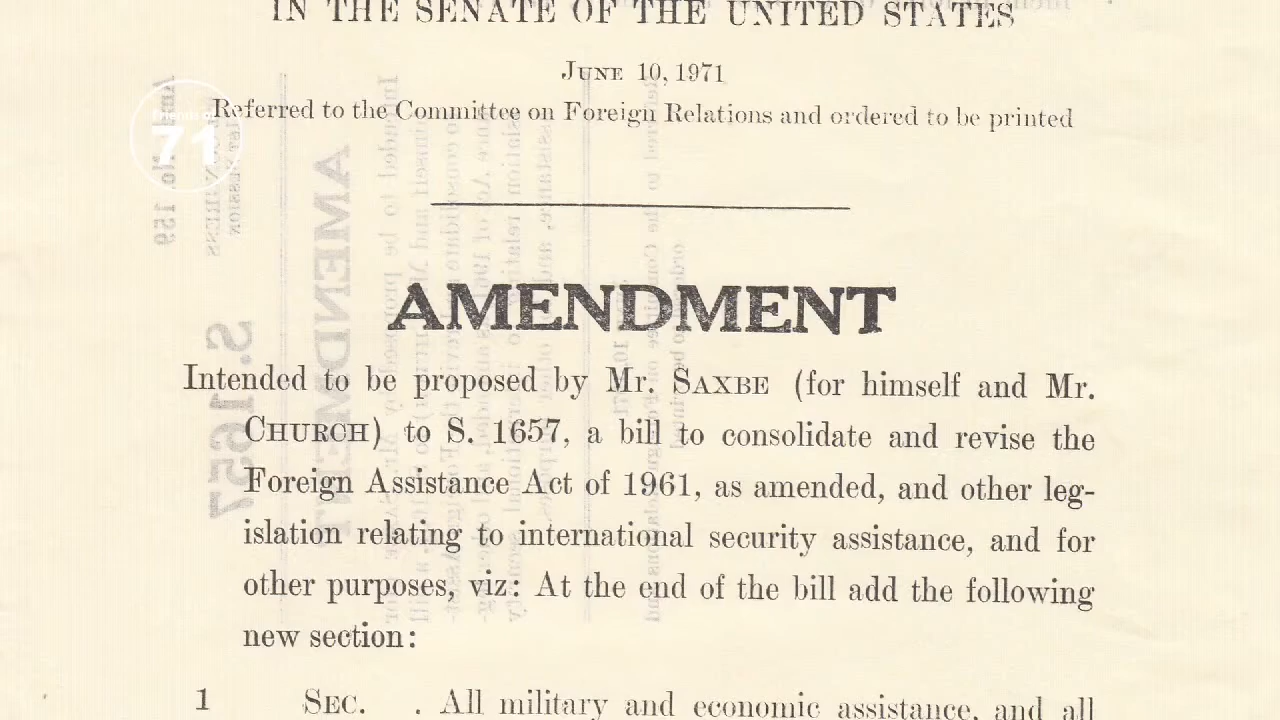 IN THE SENATE OF THE UNITED STATES
JUNE 10, 1971
Referred to the Committee on Foreign Relations and ordered to be printed
71
AMENDMENT
Intended to be proposed by Mr. SAXBE (for himself and Mr.
CHURCH) to S. 1657, a bill to consolidate and revise the
Foreign Assistance Act of 1961, as amended, and other leg-
islation relating to international security assistance, and for
other purposes, viz: At the end of the bill add the following
new section:
1 SEC. . All military and economic assistance, and all